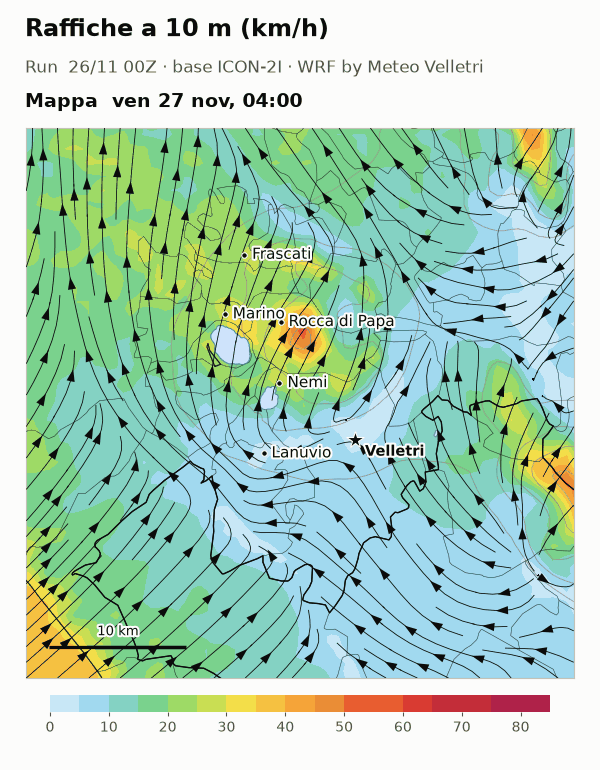 Raffiche a 10 m (km/h)
Run  26/11 00Z · base ICON-2I · WRF by Meteo Velletri
Mappa  ven 27 nov, 04:00
Frascati
Marino
Rocca di Papa
Nemi
Velletri
Lanuvio
10 km
0 10 20 30 40 50 60 70 80